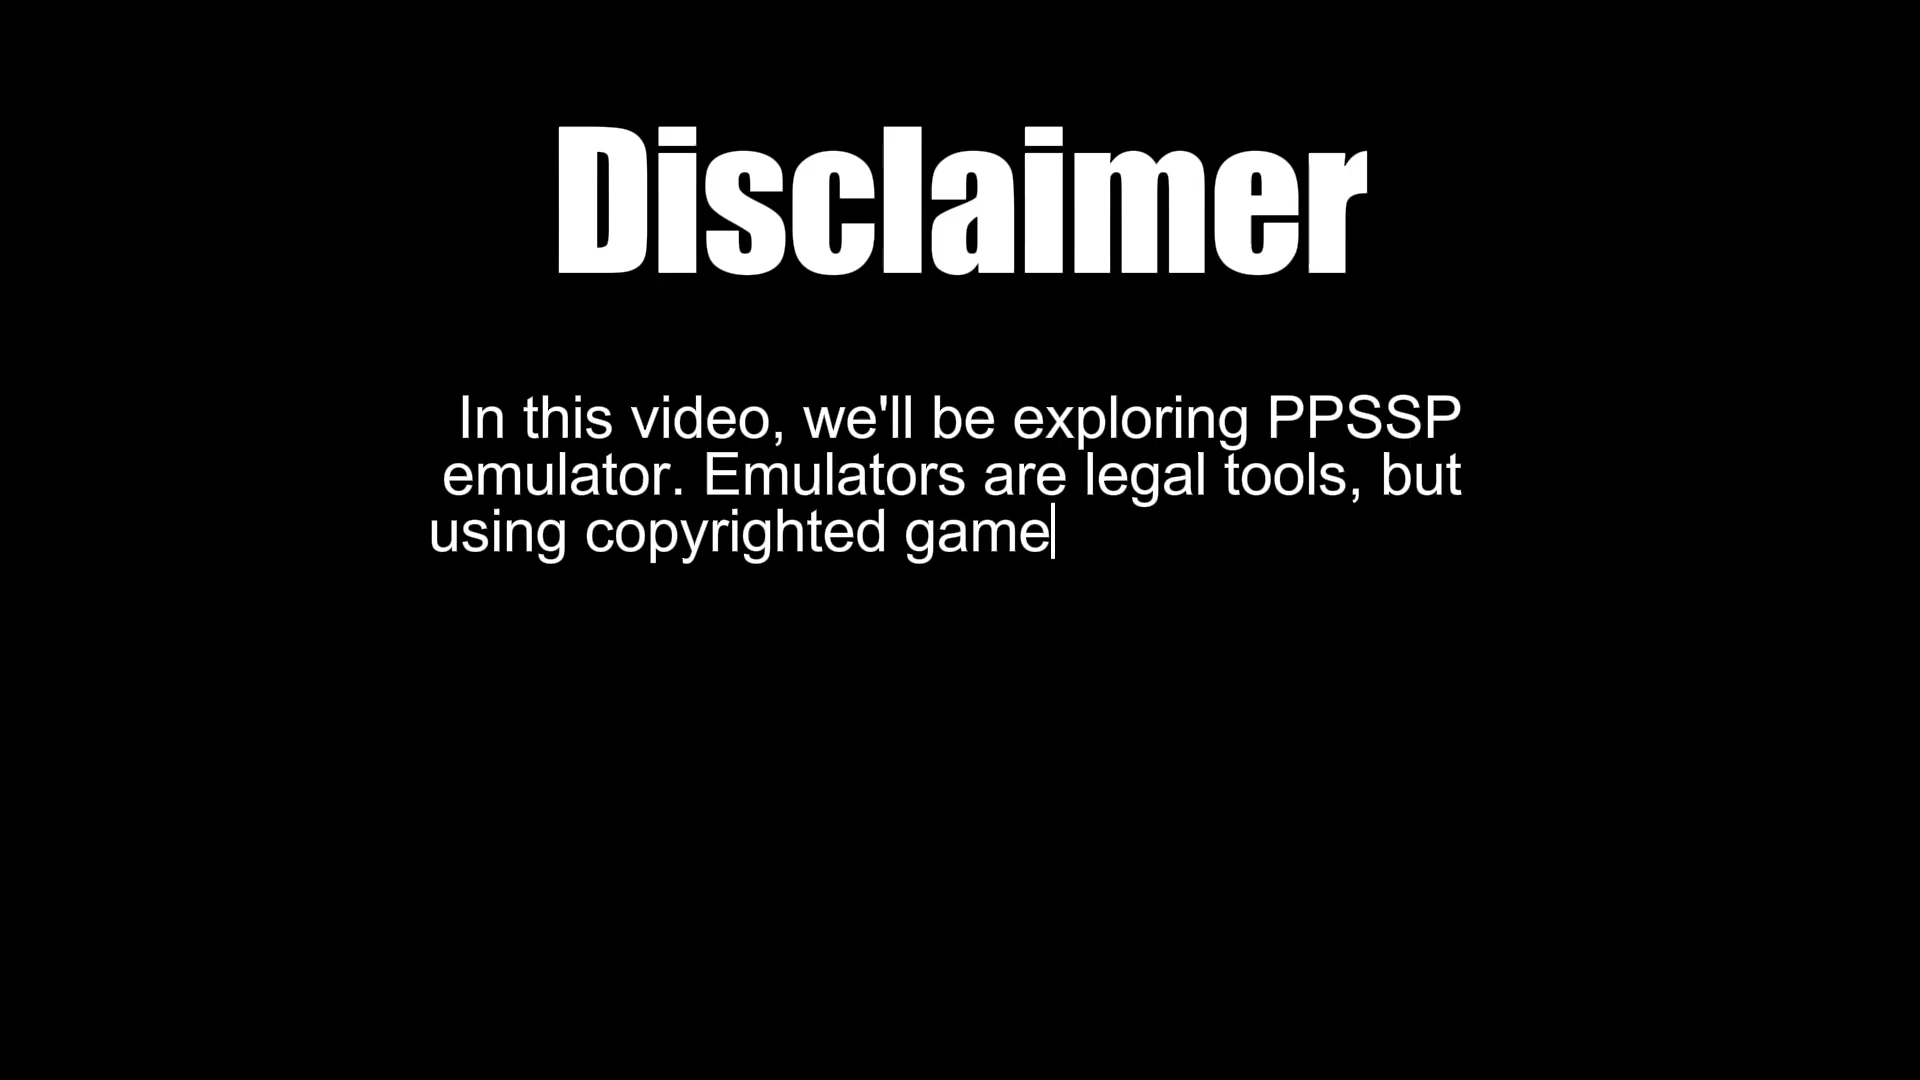 Disclaimer
In this video, we'll be exploring PPSSP
emulator. Emulators are legal tools, but
using copyrighted game